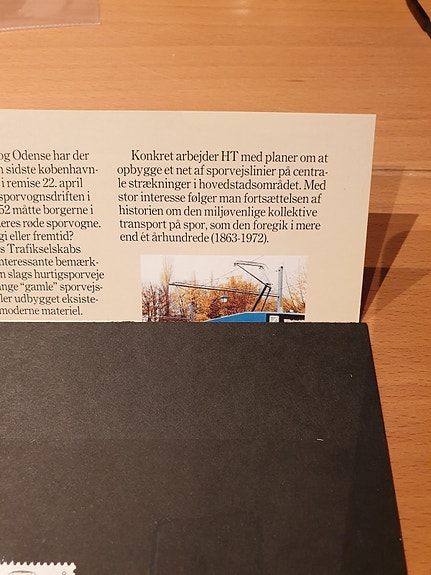 og Odense har der
sidste københavn-
i remise 22. april
sporvognsdriften i
52 måtte borgerne i
eres røde sporvogne.
gi eller fremtid?
s Trafikselskabs
nteressante bemærk-
n slags hurtigsporveje
ange “gamle” sporvejs-
ler udbygget eksiste-
moderne materiel.
Konkret arbejder HT med planer om at
opbygge et net af sporvejslinier på centra-
le strækninger i hovedstadsområdet. Med
stor interesse følger man fortsættelsen af
historien om den miljøvenlige kollektive
transport på spor, som den foregik i mere
end ét århundrede (1863-1972).